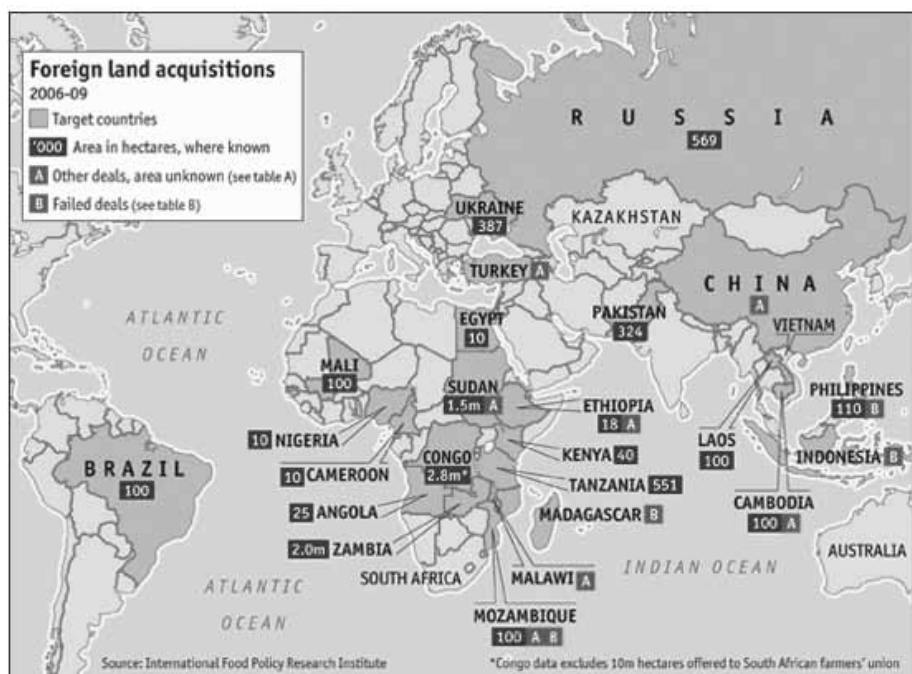 Foreign land acquisitions
2006-09
Target countries
'000 Area in hectares, where known
A Other deals, area unknown (see table A)
B Failed deals (see table B)
RUSSIA
569
UKRAINE
387
KAZAKHSTAN
TURKEY A
CHINA
A
ATLANTIC
OCEAN
EGYPT
10
PAKISTAN
324
VIETNAM
MALI
100
SUDAN
1.5m A
ETHIOPIA
18 A
PHILIPPINES
110 B
10 NIGERIA
KENYA 40
LAOS
100
INDONESIA B
BRAZIL
100
10 CAMEROON
CONGO
2.8m*
TANZANIA 551
25 ANGOLA
MADAGASCAR B
CAMBODIA
100 A
2.0m ZAMBIA
AUSTRALIA
SOUTH AFRICA
MALAWI A
INDIAN OCEAN
ATLANTIC
OCEAN
MOZAMBIQUE
100 A B
Source: International Food Policy Research Institute
*Congo data excludes 10m hectares offered to South African farmers' union